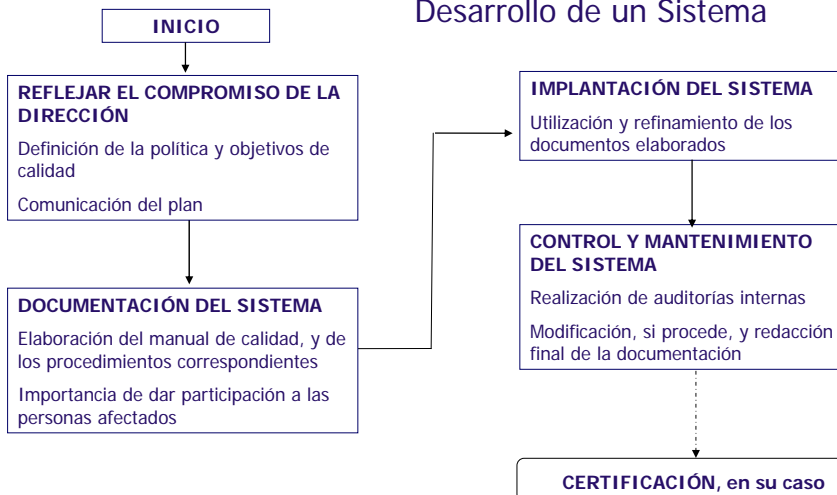 Desarrollo de un Sistema
INICIO
REFLEJAR EL COMPROMISO DE LA
DIRECCIÓN
Definición de la política y objetivos de
calidad
Comunicación del plan
DOCUMENTACIÓN DEL SISTEMA
Elaboración del manual de calidad, y de
los procedimientos correspondientes
Importancia de dar participación a las
personas afectados
IMPLANTACIÓN DEL SISTEMA
Utilización y refinamiento de los
documentos elaborados
CONTROL Y MANTENIMIENTO
DEL SISTEMA
Realización de auditorías internas
Modificación, si procede, y redacción
final de la documentación
CERTIFICACIÓN, en su caso